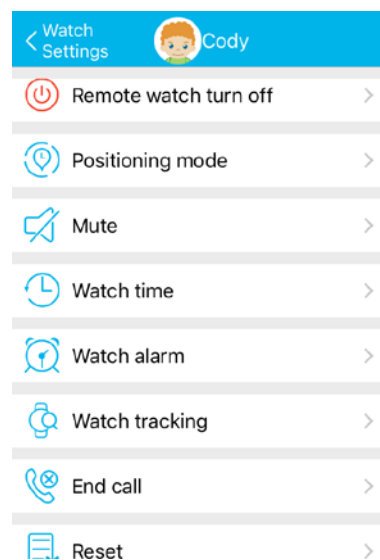 Watch
Settings
Cody
Remote watch turn off
Positioning mode
Mute
Watch time
Watch alarm
Watch tracking
End call
Reset